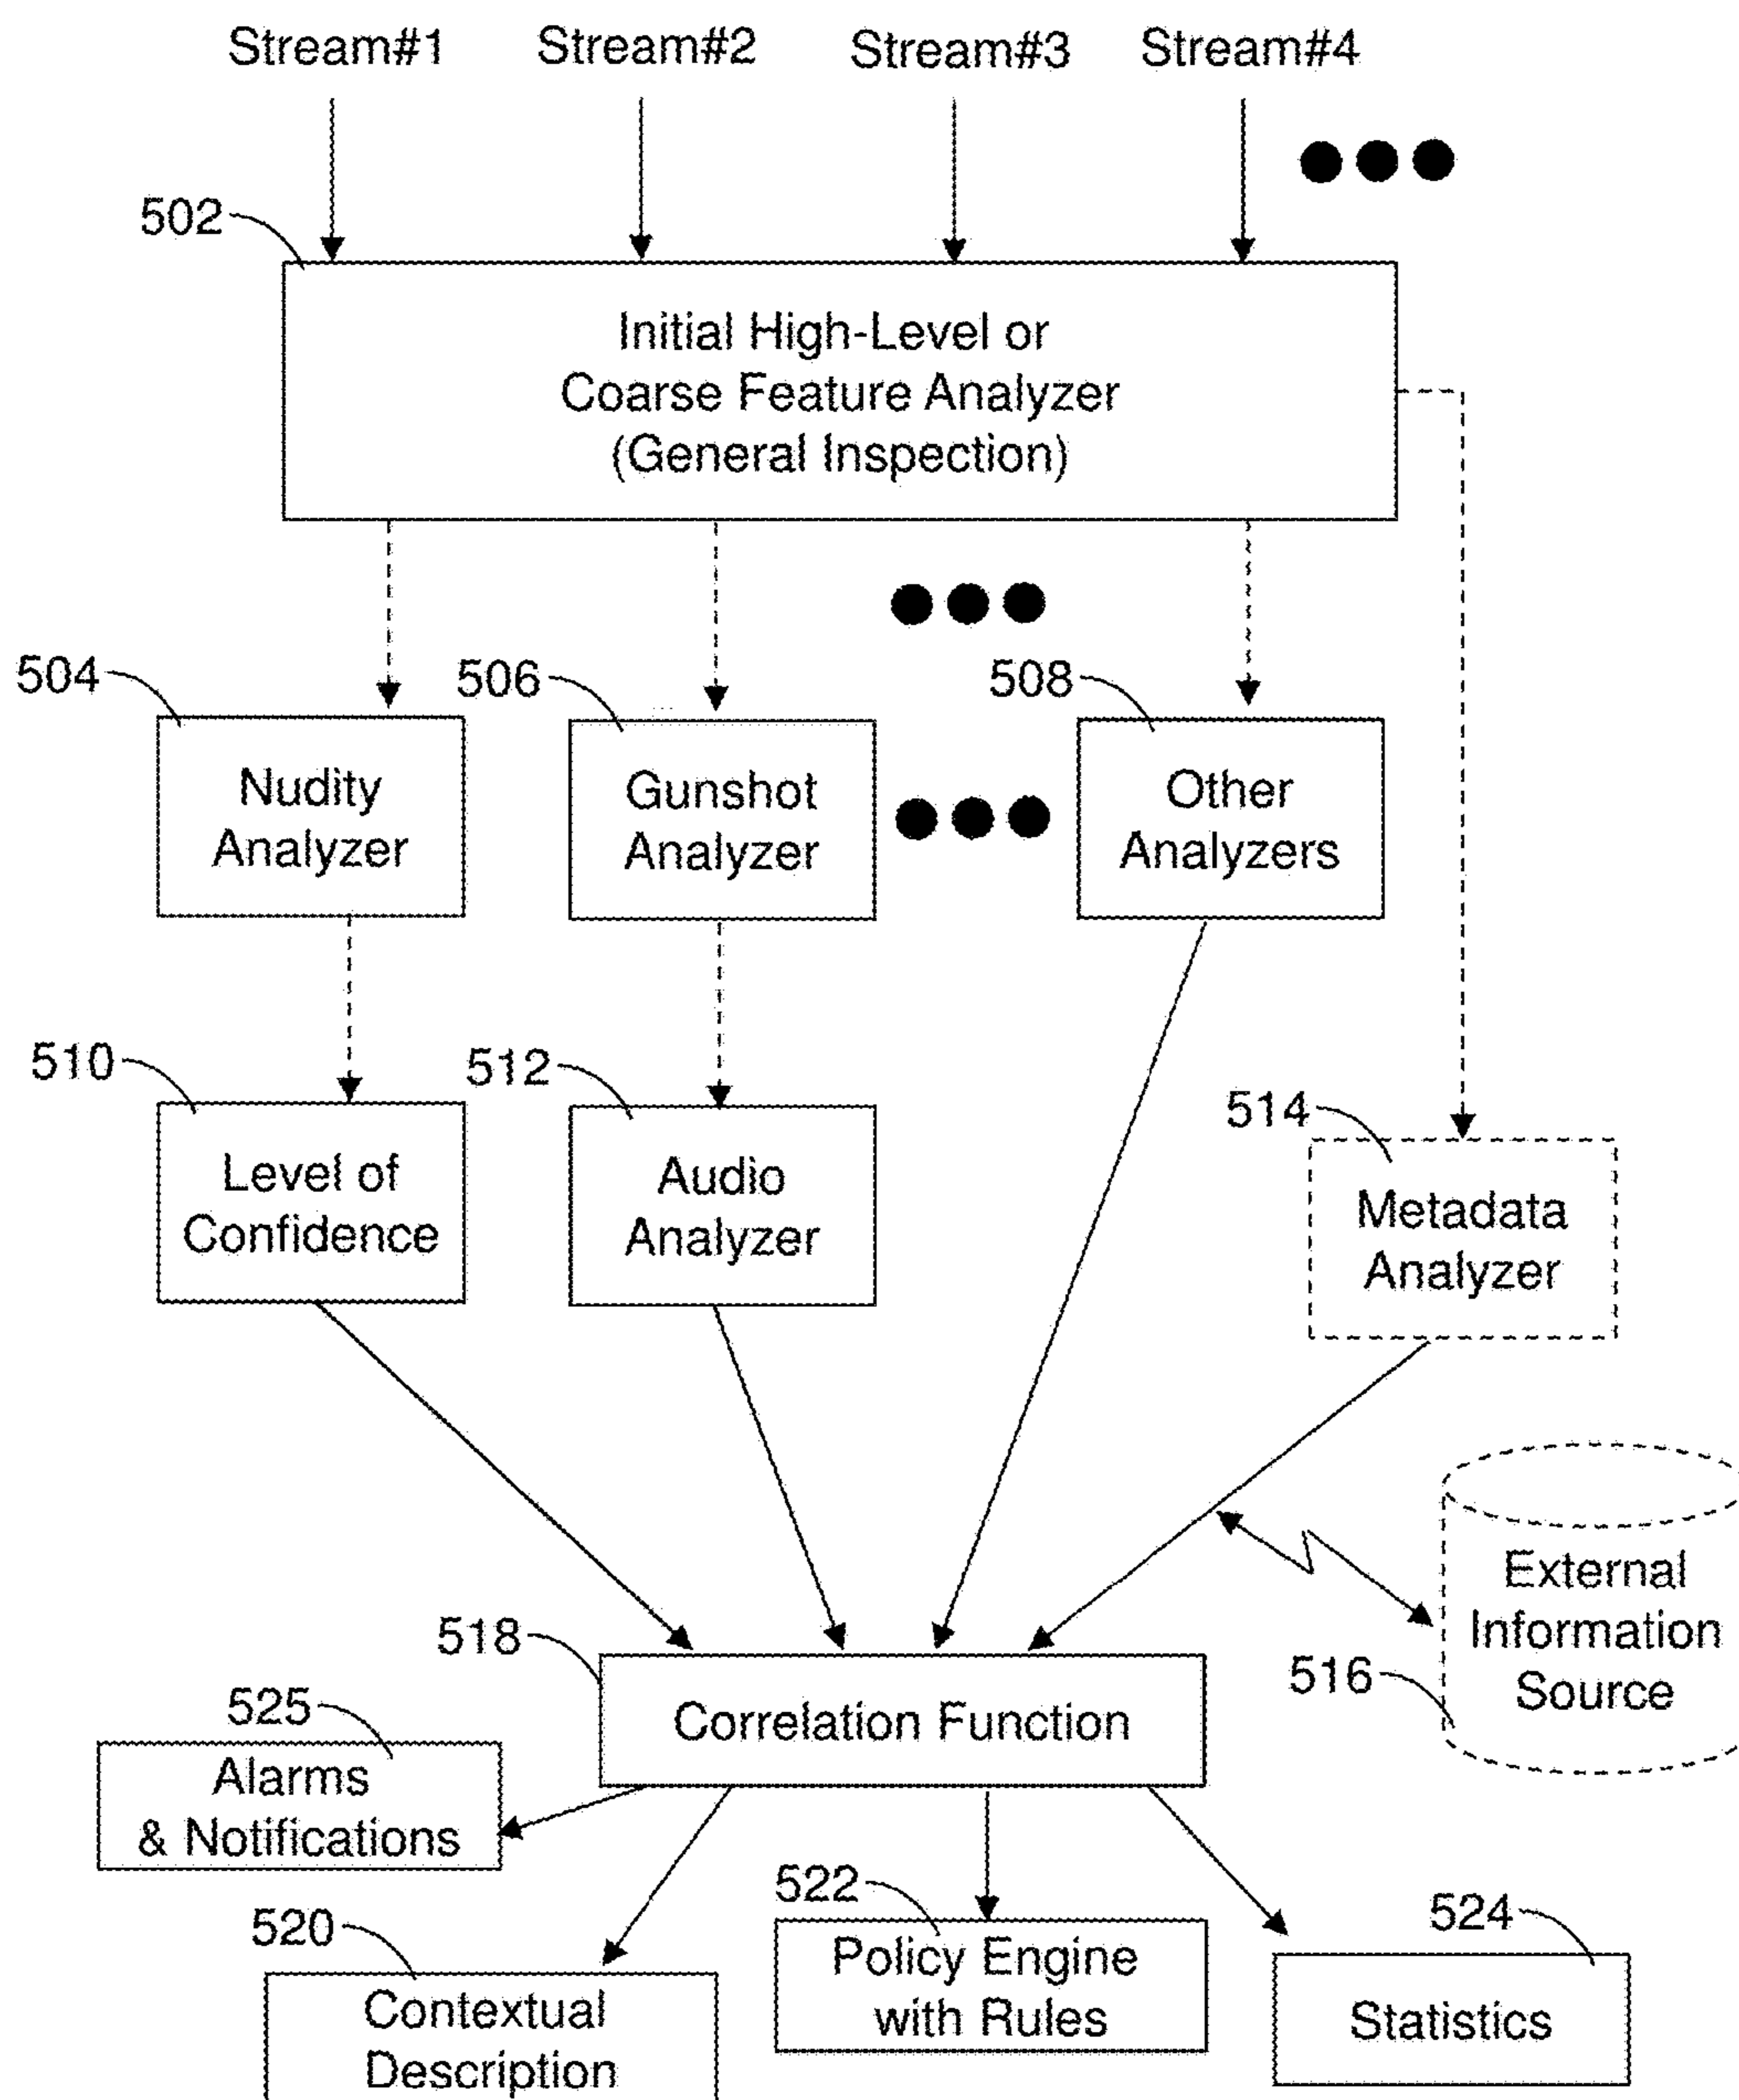 Stream#1 Stream#2 Stream#3 Stream#4
502
Initial High-Level or
Coarse Feature Analyzer
(General Inspection)
504
506
508
Nudity
Analyzer
Gunshot
Analyzer
Other
Analyzers
510
512
514
Level of
Confidence
Audio
Analyzer
Metadata
Analyzer
External
Information
Source
516
518
Correlation Function
525
Alarms
& Notifications
520
Contextual
Description
522
Policy Engine
with Rules
524
Statistics